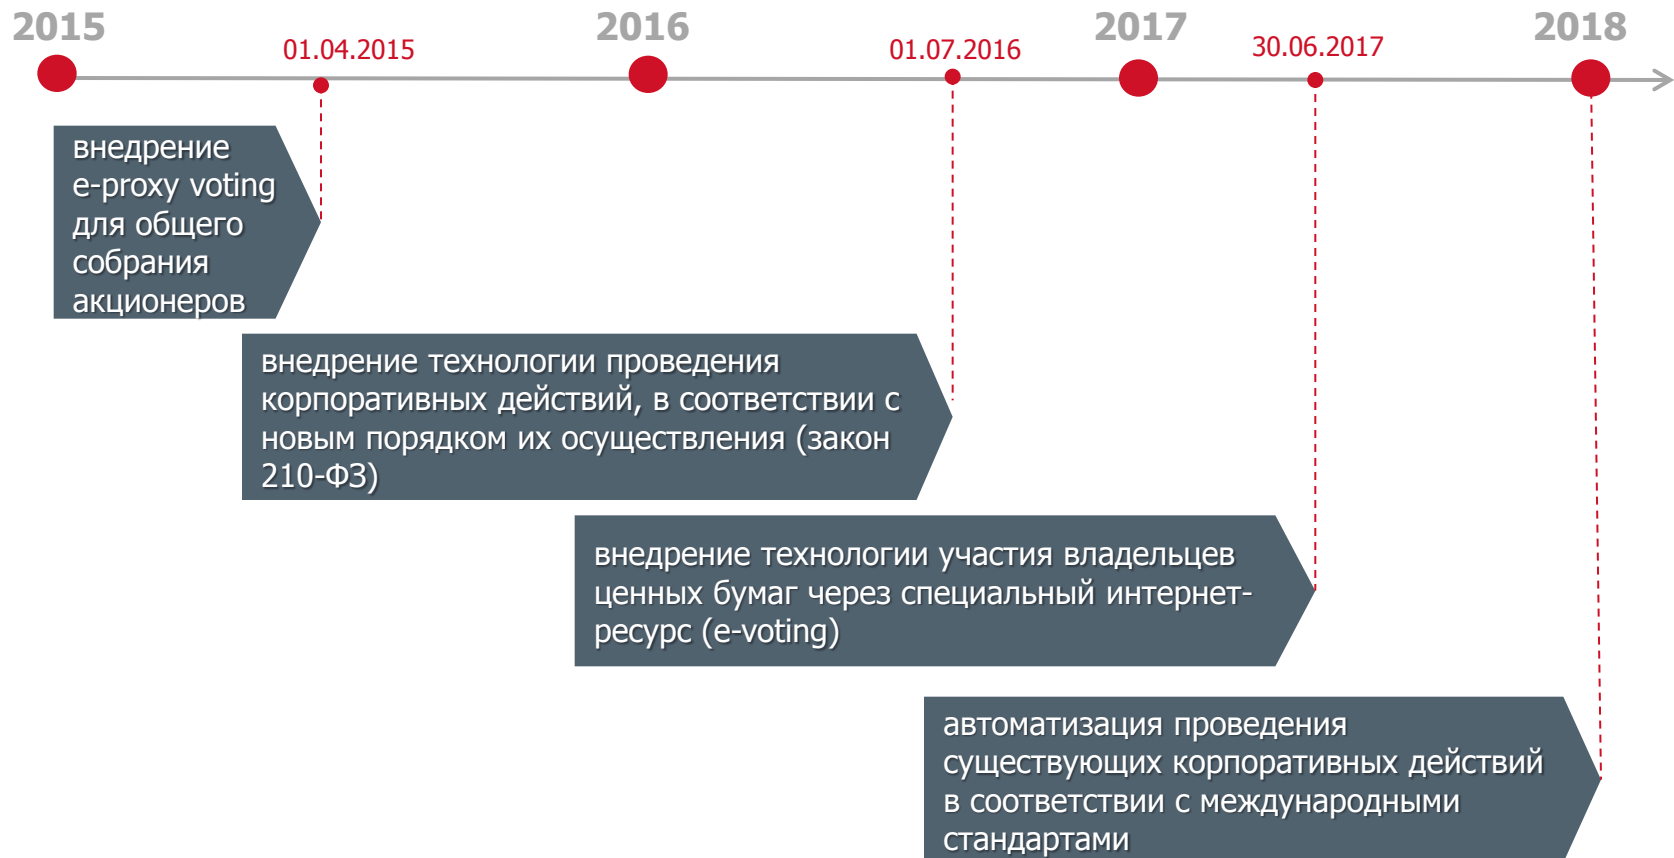 2015
2016
2017
2018
01.04.2015
01.07.2016
30.06.2017
внедрение
e-proxy voting
для общего
собрания
акционеров
внедрение технологии проведения
корпоративных действий, в соответствии с
новым порядком их осуществления (закон
210-ФЗ)
внедрение технологии участия владельцев
ценных бумаг через специальный интернет-
ресурс (e-voting)
автоматизация проведения
существующих корпоративных действий
в соответствии с международными
стандартами